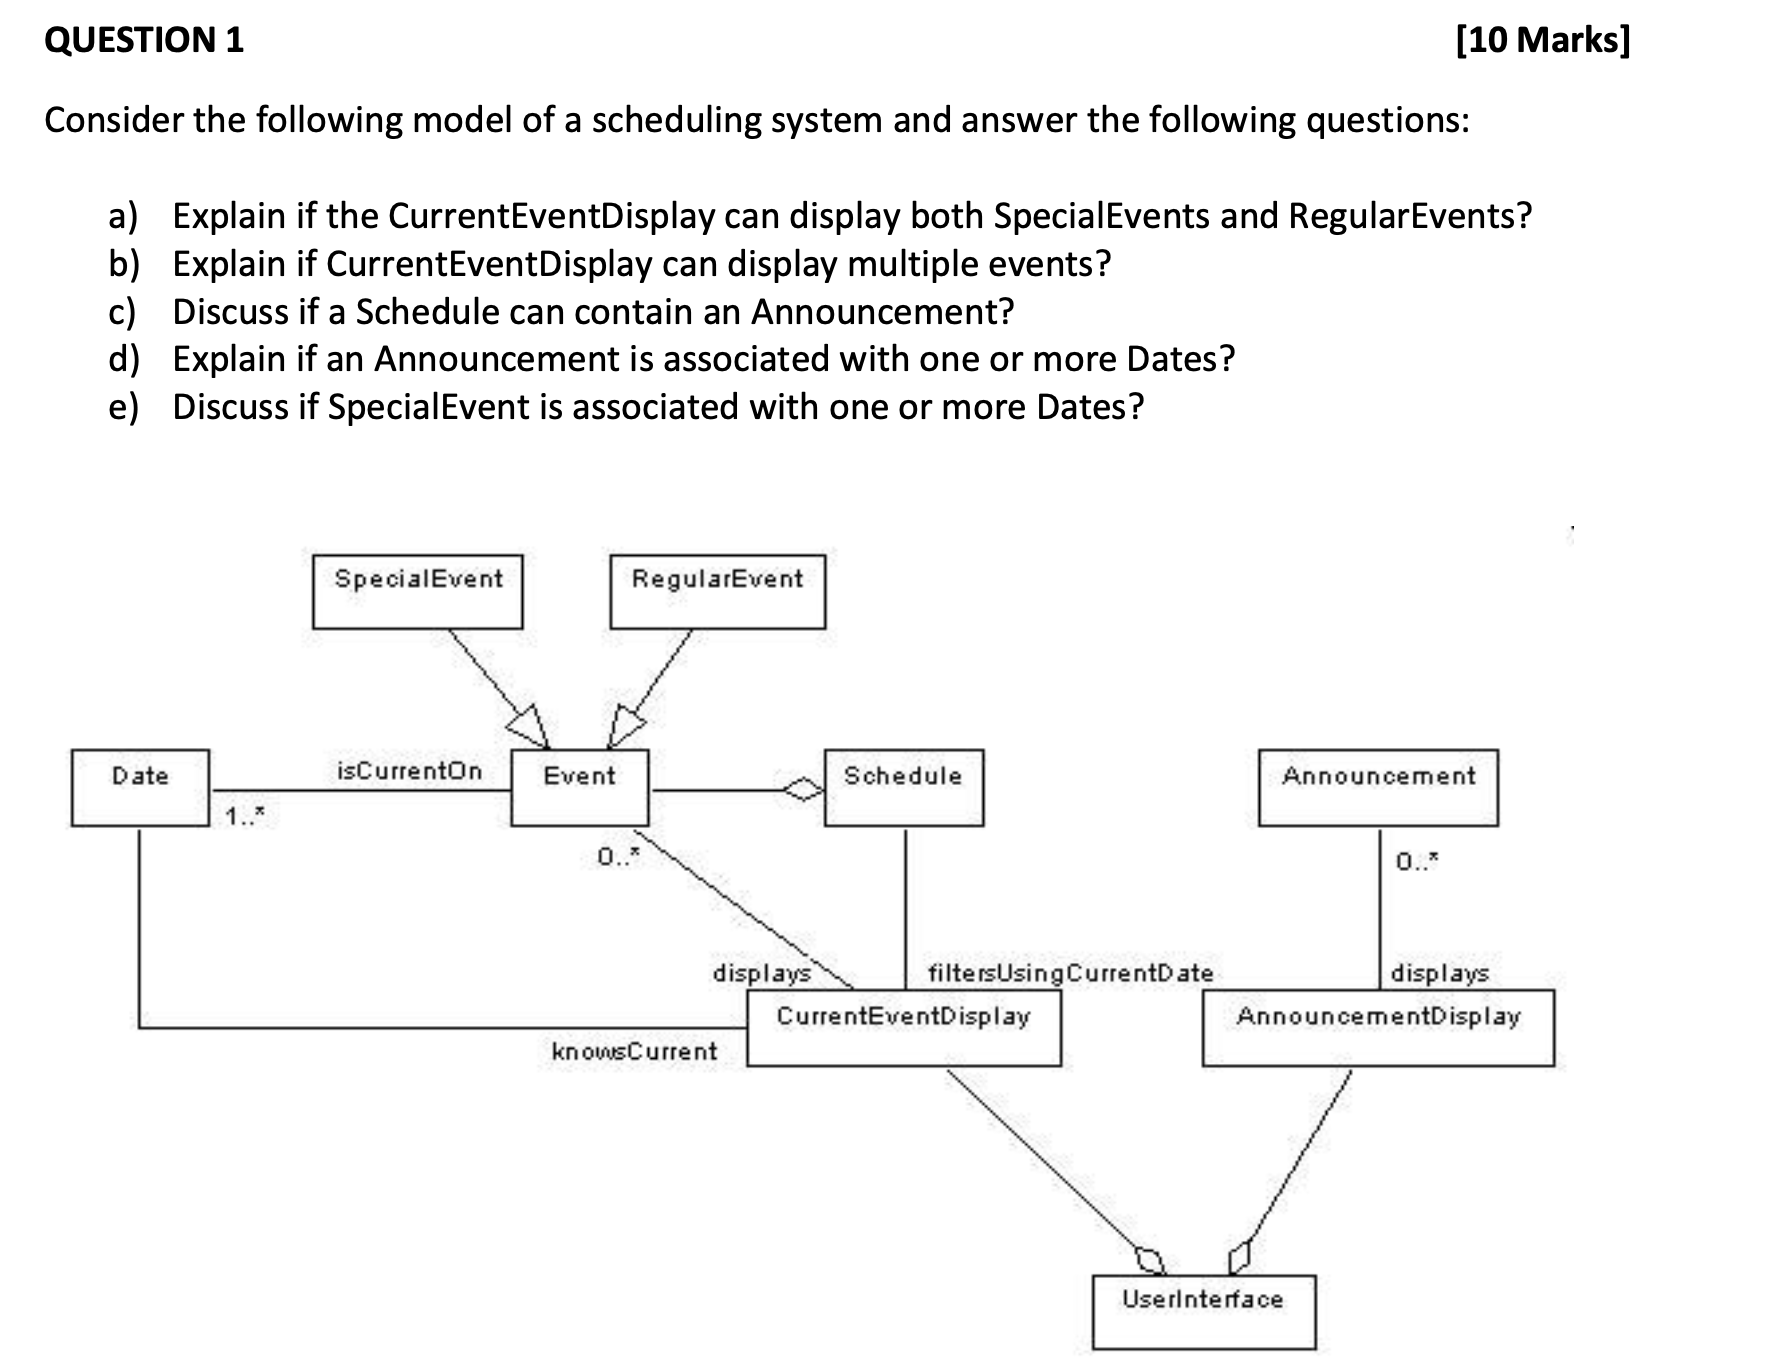 QUESTION 1 [10 Marks]
Consider the following model of a scheduling system and answer the following questions:
a) Explain if the CurrentEventDisplay can display both SpecialEvents and RegularEvents?
b) Explain if CurrentEventDisplay can display multiple events?
c) Discuss if a Schedule can contain an Announcement?
d) Explain if an Announcement is associated with one or more Dates?
e) Discuss if SpecialEvent is associated with one or more Dates?
SpecialEvent RegularEvent
Date isCurrentOn Event Schedule Announcement
1..*
0..* 0..*
displays filtersUsingCurrentDate displays
CurrentEventDisplay AnnouncementDisplay
knowsCurrent
UserInterface